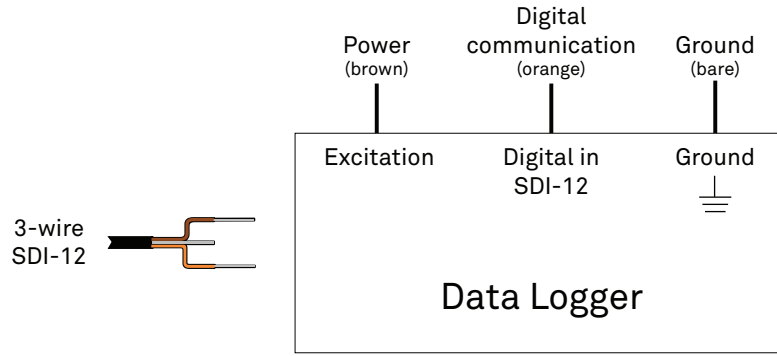 Power
(brown)
Digital
communication
(orange)
Ground
(bare)
Excitation
Digital in
SDI-12
Ground
3-wire
SDI-12
Data Logger